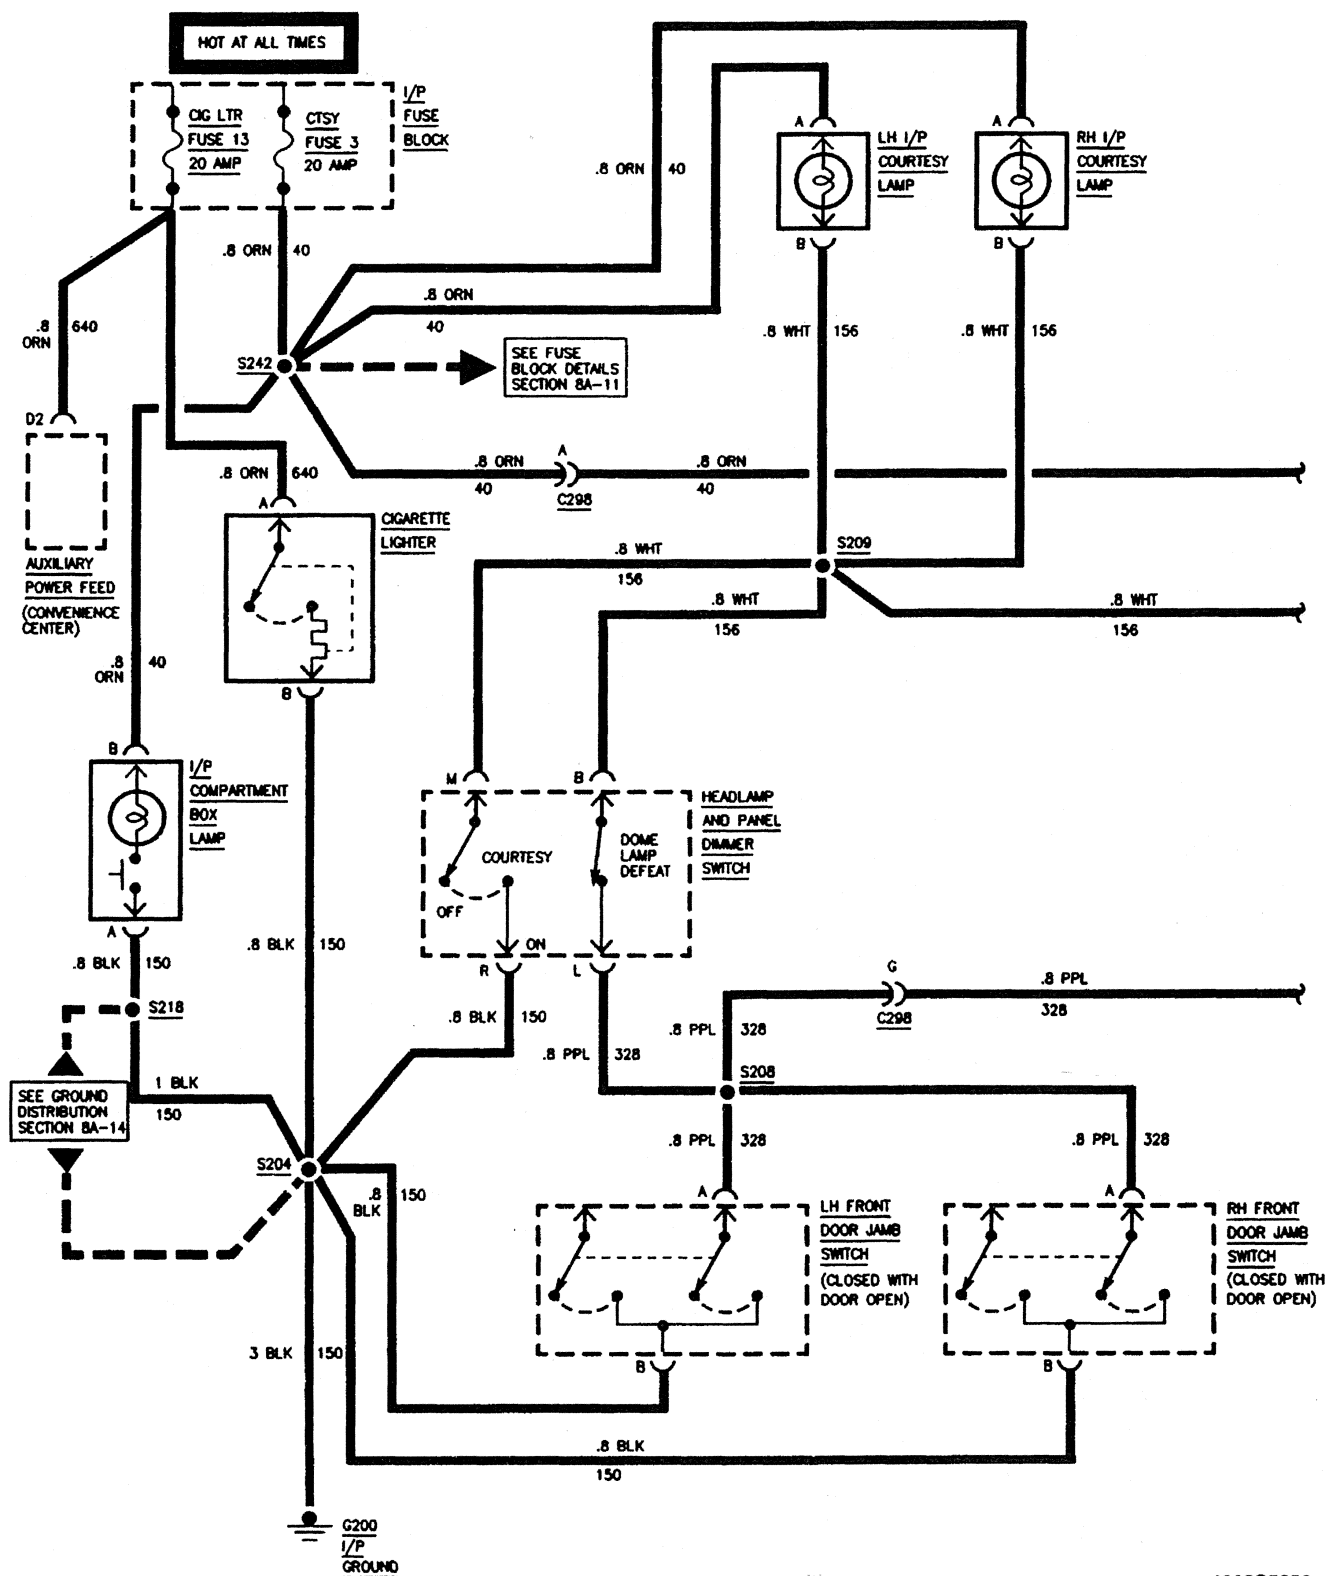 HOT AT ALL TIMES
CIG LTR
FUSE 13
20 AMP
CTSY
FUSE 3
20 AMP
I/P
FUSE
BLOCK
A
LH I/P
COURTESY
LAMP
B
A
RH I/P
COURTESY
LAMP
B
.8 ORN 40
.8 ORN 40
.8 ORN
40
.8
ORN
640
.8 WHT 156
.8 WHT 156
S242
SEE FUSE
BLOCK DETAILS
SECTION 8A-11
D2
AUXILIARY
POWER FEED
(CONVENIENCE
CENTER)
.8 ORN 640
A
CIGARETTE
LIGHTER
B
.8 ORN
40
A
C298
.8 ORN
40
S209
.8 WHT
156
.8 WHT
156
.8 WHT
156
.8
ORN
40
B
I/P
COMPARTMENT
BOX
LAMP
A
M
B
COURTESY
OFF
ON
DOME
LAMP
DEFEAT
HEADLAMP
AND PANEL
DIMMER
SWITCH
R
L
.8 BLK 150
.8 BLK 150
S218
.8 BLK 150
.8 PPL 328
.8 PPL 328
G
C298
.8 PPL
328
S208
SEE GROUND
DISTRIBUTION
SECTION 8A-14
1 BLK
150
S204
.8
BLK
150
.8 PPL 328
.8 PPL 328
A
LH FRONT
DOOR JAMB
SWITCH
(CLOSED WITH
DOOR OPEN)
B
A
RH FRONT
DOOR JAMB
SWITCH
(CLOSED WITH
DOOR OPEN)
B
3 BLK 150
.8 BLK
150
G200
I/P
GROUND